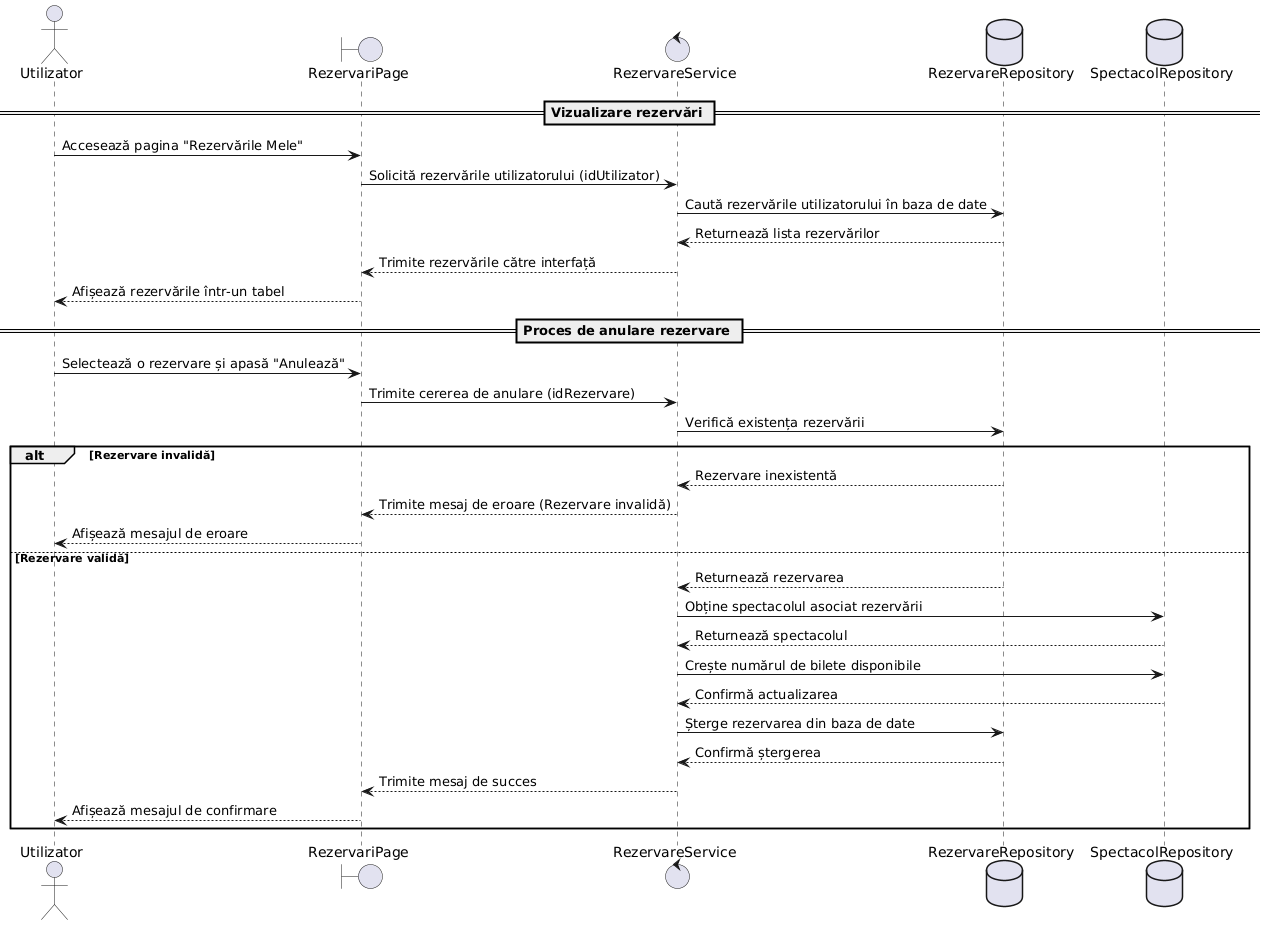 Utilizator
RezervariPage
RezervareService
RezervareRepository
SpectacolRepository
Vizualizare rezervări
Accesează pagina "Rezervările Mele"
Solicită rezervările utilizatorului (idUtilizator)
Caută rezervările utilizatorului în baza de date
Returnează lista rezervărilor
Trimite rezervările către interfață
Afișează rezervările într-un tabel
Proces de anulare rezervare
Selectează o rezervare și apasă "Anulează"
Trimite cererea de anulare (idRezervare)
Verifică existența rezervării
alt
[Rezervare invalidă]
Rezervare inexistentă
Trimite mesaj de eroare (Rezervare invalidă)
Afișează mesajul de eroare
[Rezervare validă]
Returnează rezervarea
Obține spectacolul asociat rezervării
Returnează spectacolul
Crește numărul de bilete disponibile
Confirmă actualizarea
Șterge rezervarea din baza de date
Confirmă ștergerea
Trimite mesaj de succes
Afișează mesajul de confirmare
Utilizator
RezervariPage
RezervareService
RezervareRepository
SpectacolRepository